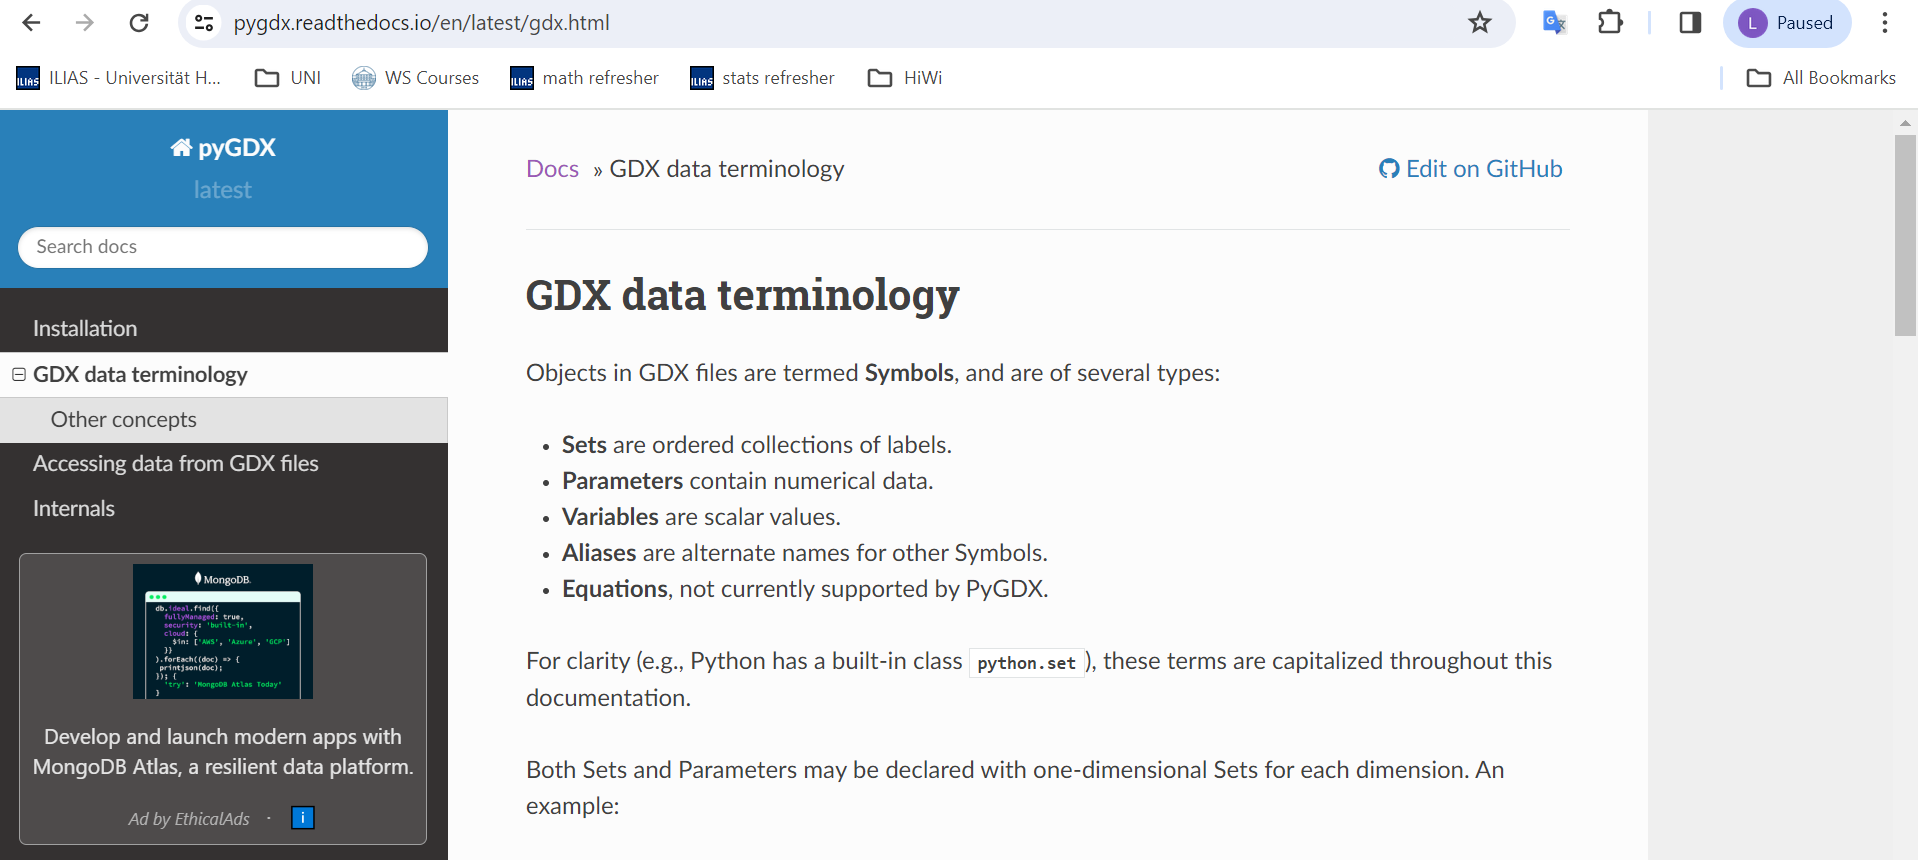 pygdx.readthedocs.io/en/latest/gdx.html
L Paused
ILIAS ILIAS - Universität H... UNI WS Courses ILIAS math refresher ILIAS stats refresher HiWi All Bookmarks
pyGDX
latest
Search docs
Installation
GDX data terminology
Other concepts
Accessing data from GDX files
Internals
MongoDB.
db.ideal.find({
fullyManaged: true,
security: 'built-in',
cloud: {
$in: ['AWS', 'Azure', 'GCP']
}}
).forEach((doc) => {
printjson(doc);
}); {
'try': 'MongoDB Atlas Today'
}
Develop and launch modern apps with
MongoDB Atlas, a resilient data platform.
Ad by EthicalAds · i
Docs » GDX data terminology
Edit on GitHub
GDX data terminology
Objects in GDX files are termed Symbols, and are of several types:
• Sets are ordered collections of labels.
• Parameters contain numerical data.
• Variables are scalar values.
• Aliases are alternate names for other Symbols.
• Equations, not currently supported by PyGDX.
For clarity (e.g., Python has a built-in class python.set), these terms are capitalized throughout this
documentation.
Both Sets and Parameters may be declared with one-dimensional Sets for each dimension. An
example: